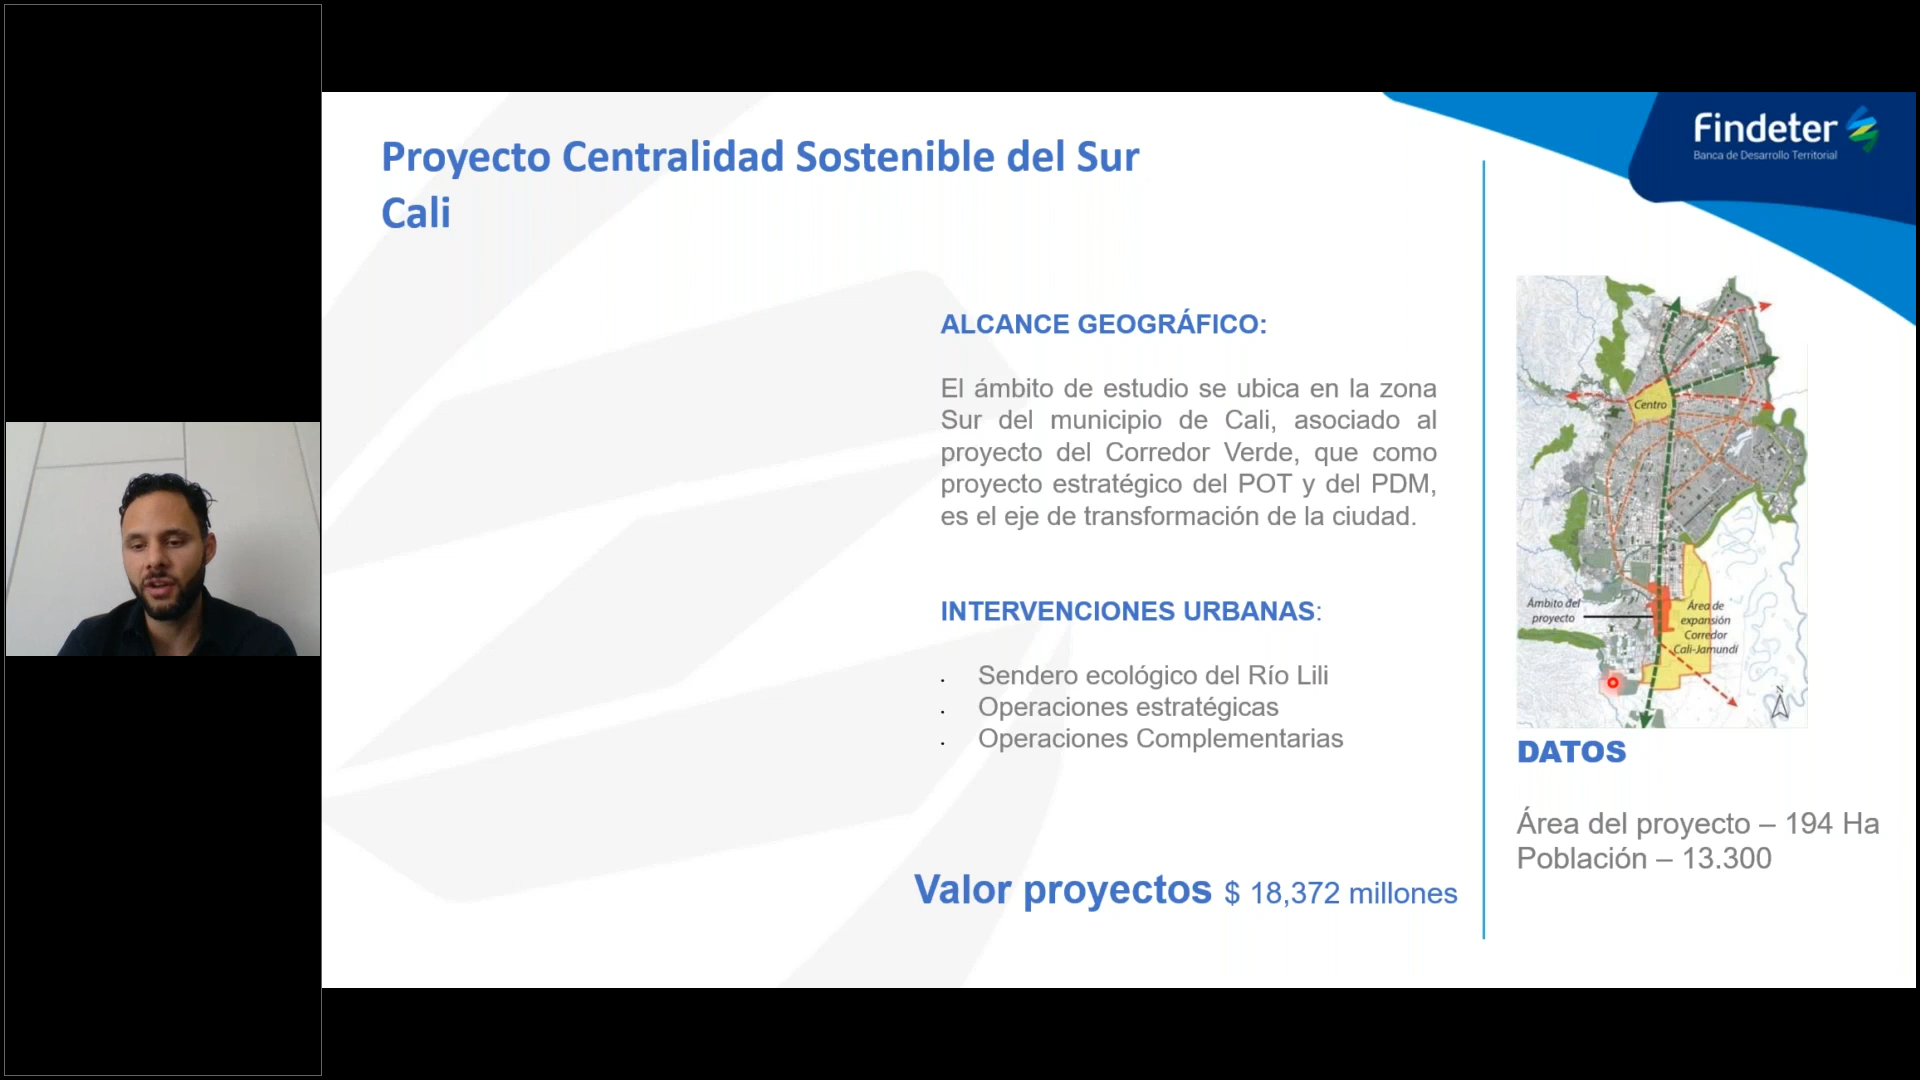 Findeter
Banca de Desarrollo Territorial
Proyecto Centralidad Sostenible del Sur
Cali
ALCANCE GEOGRÁFICO:
El ámbito de estudio se ubica en la zona
Sur del municipio de Cali, asociado al
proyecto del Corredor Verde, que como
proyecto estratégico del POT y del PDM,
es el eje de transformación de la ciudad.
INTERVENCIONES URBANAS:
. Sendero ecológico del Río Lili
. Operaciones estratégicas
. Operaciones Complementarias
Valor proyectos $ 18,372 millones
Centro
Ámbito del
proyecto
Área de
expansión
Corredor
Cali-Jamundí
N
DATOS
Área del proyecto – 194 Ha
Población – 13.300